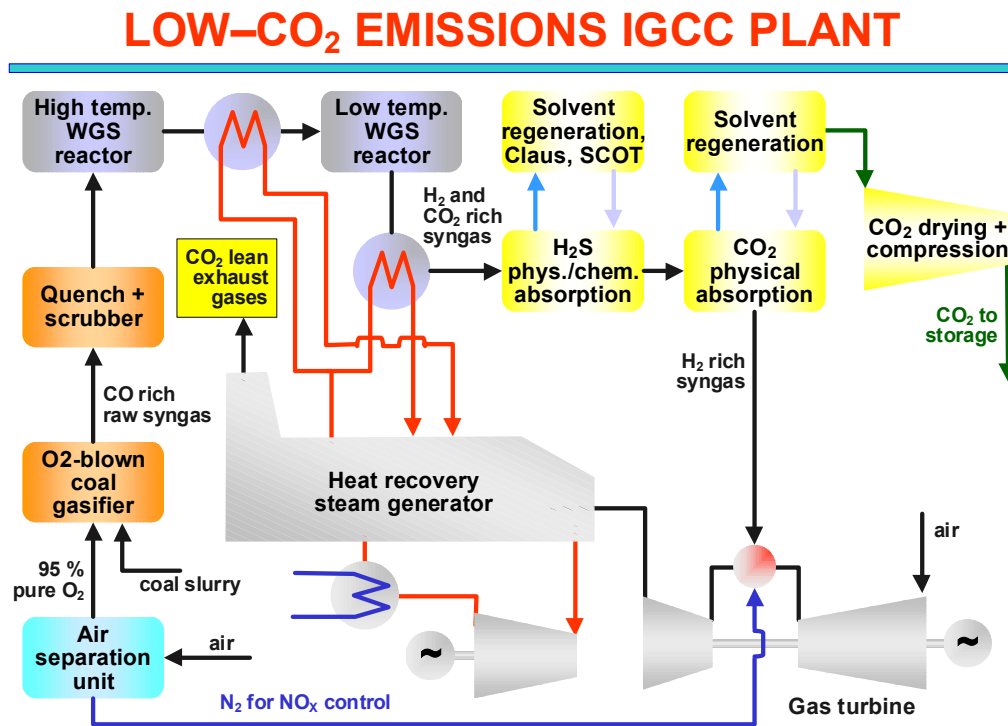 LOW–CO₂ EMISSIONS IGCC PLANT
High temp.
WGS
reactor
Low temp.
WGS
reactor
Solvent
regeneration,
Claus, SCOT
Solvent
regeneration
H₂ and
CO₂ rich
syngas
CO₂ drying +
compression
CO₂ lean
exhaust
gases
H₂S
phys./chem.
absorption
CO₂
physical
absorption
Quench +
scrubber
CO₂ to
storage
H₂ rich
syngas
CO rich
raw syngas
O2-blown
coal
gasifier
Heat recovery
steam generator
95 %
pure O₂
coal slurry
air
Air
separation
unit
air
~
~
N₂ for NOₓ control
Gas turbine